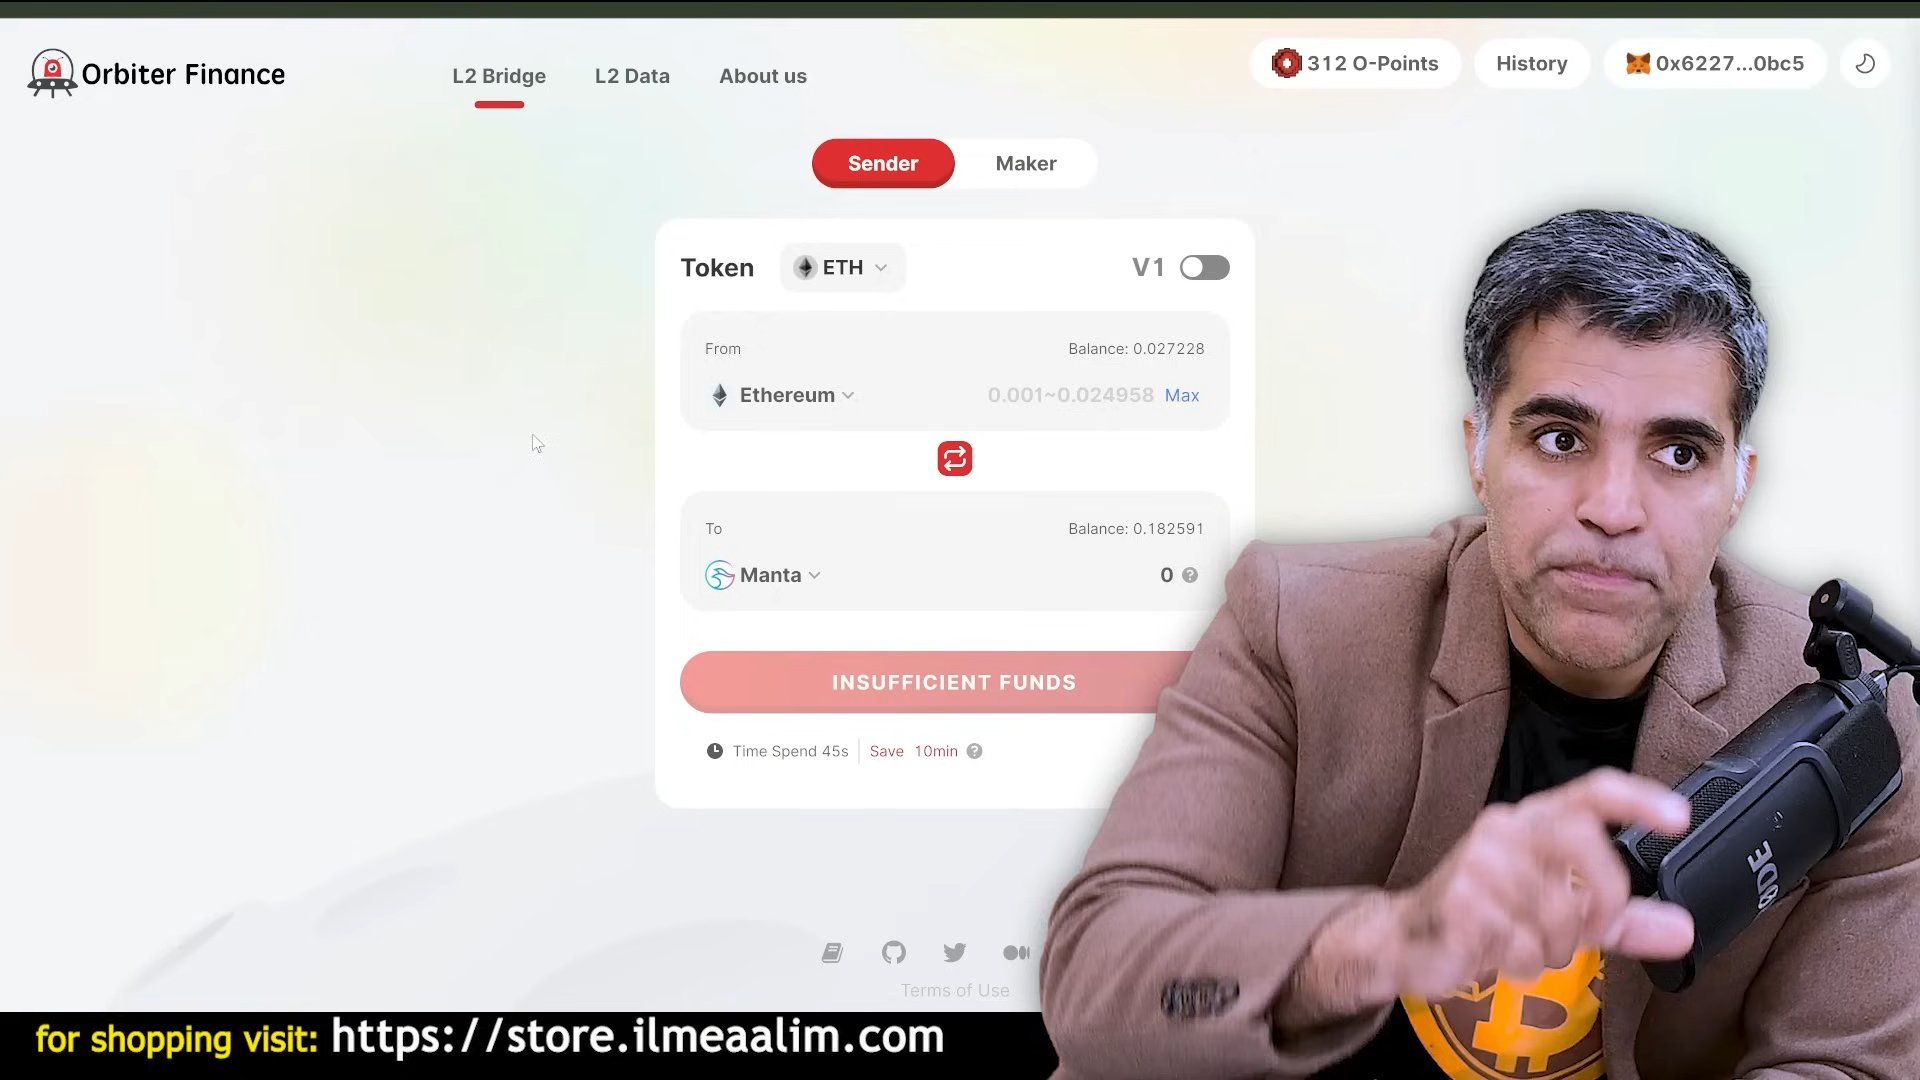 Orbiter Finance
L2 Bridge
L2 Data
About us
312 O-Points
History
0x6227...0bc5
Sender
Maker
Token
ETH
V1
From
Balance: 0.027228
Ethereum
0.001~0.024958
Max
To
Balance: 0.182591
Manta
0
INSUFFICIENT FUNDS
Time Spend 45s
Save 10min
Terms of Use
for shopping visit: https://store.ilmeaalim.com